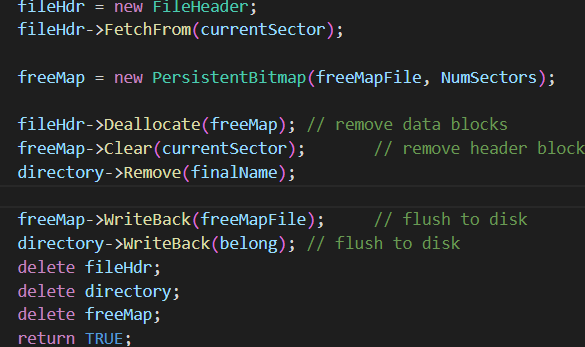 fileHdr = new FileHeader;
fileHdr->FetchFrom(currentSector);
freeMap = new PersistentBitmap(freeMapFile, NumSectors);
fileHdr->Deallocate(freeMap); // remove data blocks
freeMap->Clear(currentSector);       // remove header block
directory->Remove(finalName);
freeMap->WriteBack(freeMapFile);     // flush to disk
directory->WriteBack(belong); // flush to disk
delete fileHdr;
delete directory;
delete freeMap;
return TRUE;